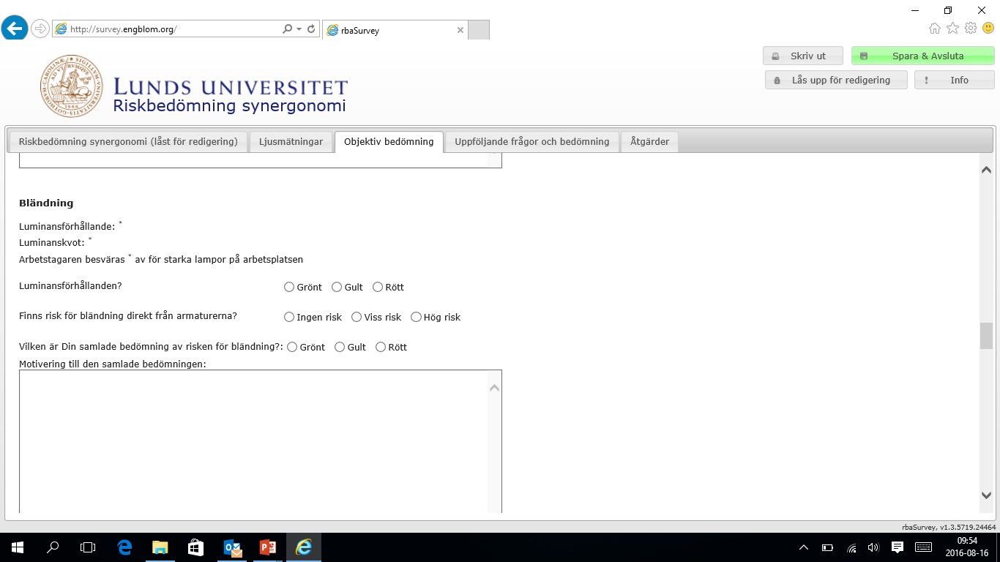 http://survey.engblom.org/
rbaSurvey
Skriv ut
Spara & Avsluta
Lås upp för redigering
Info
LUNDS UNIVERSITET
Riskbedömning synergonomi
Riskbedömning synergonomi (låst för redigering) Ljusmätningar Objektiv bedömning Uppföljande frågor och bedömning Åtgärder
Bländning
Luminansförhållande: *
Luminanskvot: *
Arbetstagaren besväras * av för starka lampor på arbetsplatsen
Luminansförhållanden? Grönt Gult Rött
Finns risk för bländning direkt från armaturerna? Ingen risk Viss risk Hög risk
Vilken är Din samlade bedömning av risken för bländning?: Grönt Gult Rött
Motivering till den samlade bedömningen:
rbaSurvey, v1.3.5719.24464
09:54
2016-08-16